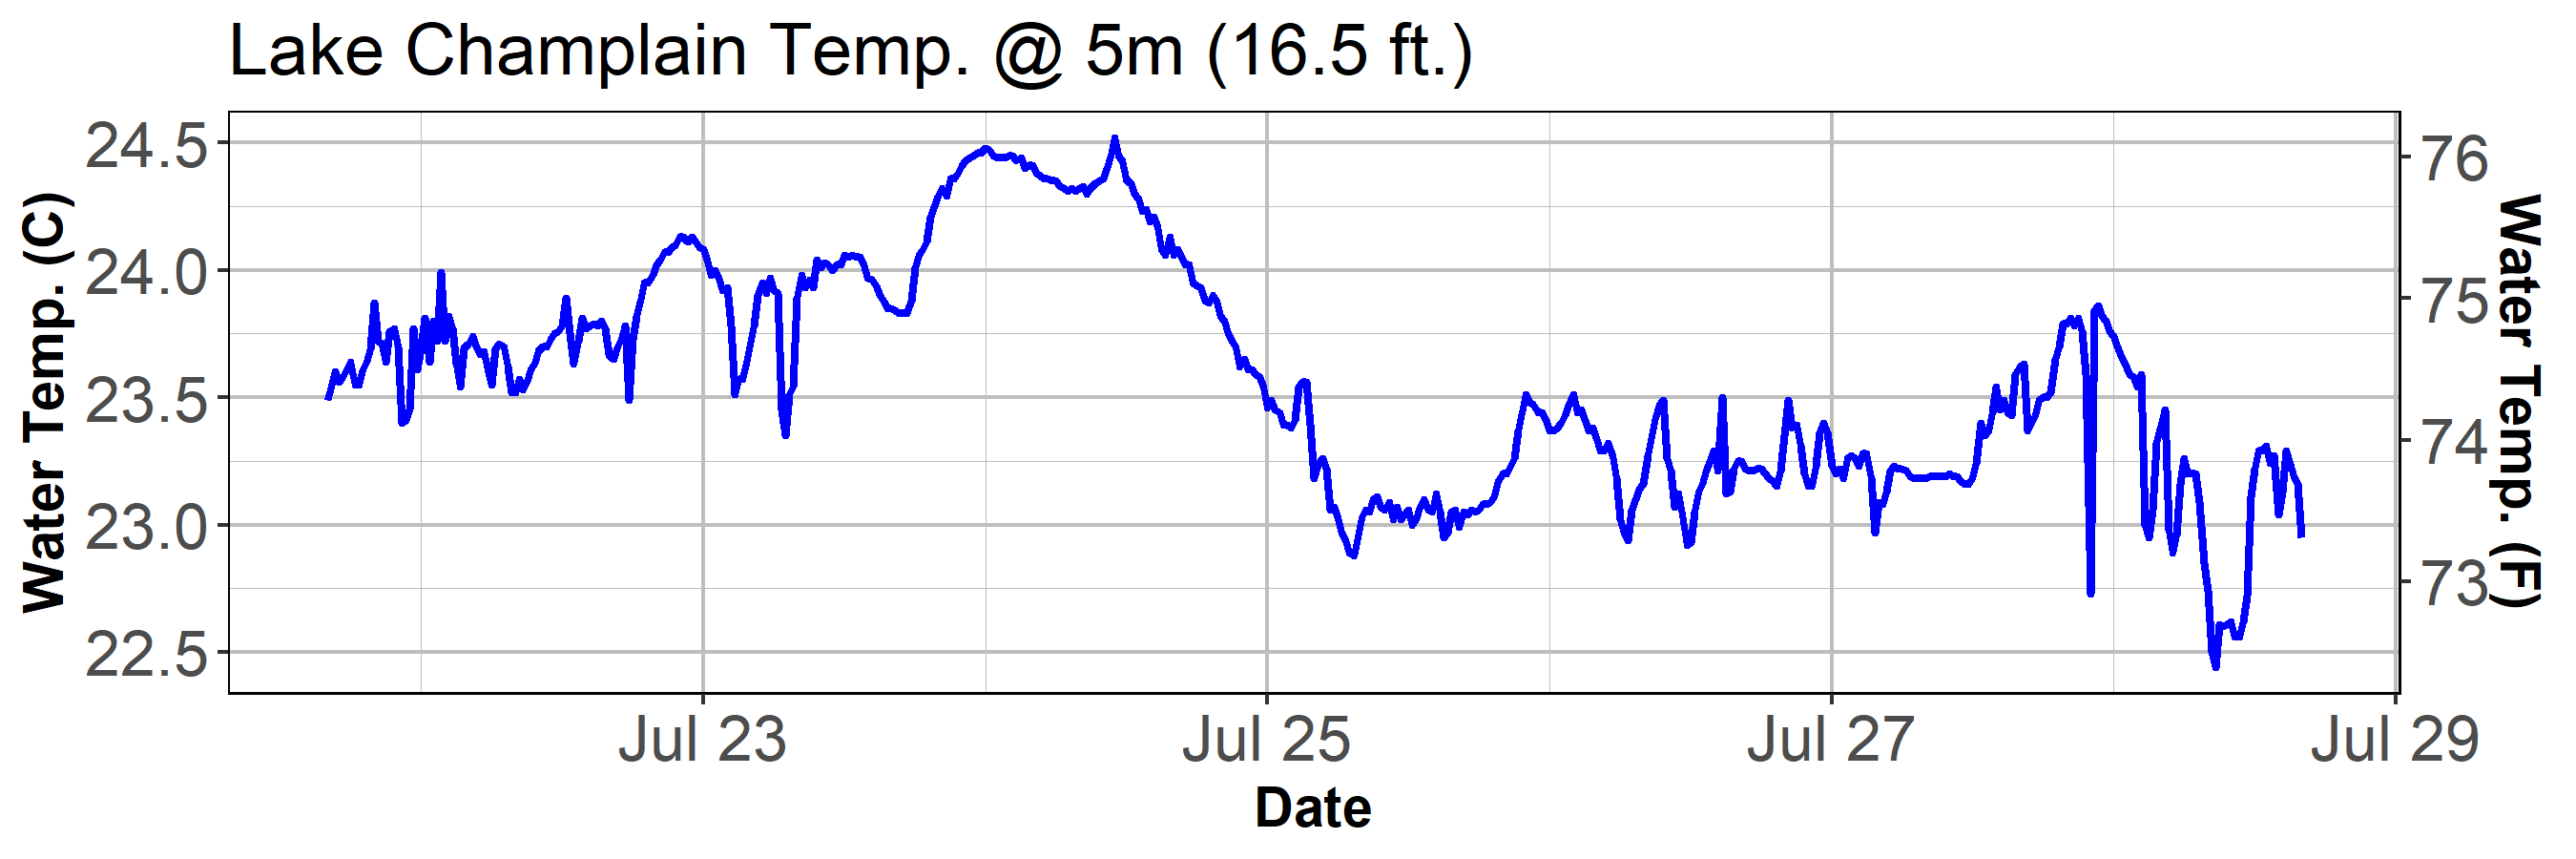 Lake Champlain Temp. @ 5m (16.5 ft.)
Water Temp. (C)
24.5
24.0
23.5
23.0
22.5
76
75
74
73
Water Temp. (F)
Jul 23 Jul 25 Jul 27 Jul 29
Date